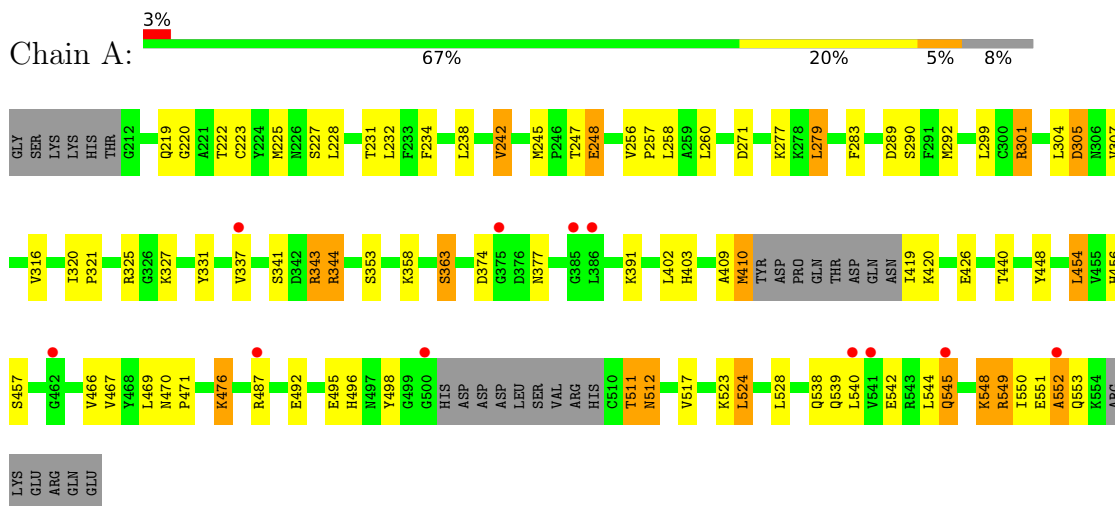 3%
Chain A:
67% 20% 5% 8%
GLY SER LYS LYS HIS THR G212 Q219 G220 A221 T222 C223 Y224 M225 N226 S227 L228 T231 L232 F233 F234 L238 V242 M245 P246 T247 E248 V256 P257 L258 A259 L260 D271 K277 K278 L279 F283 D289 S290 F291 M292 L299 C300 R301 L304 D305 N306
V316 I320 P321 R325 G326 K327 Y331 V337 S341 D342 R343 R344 S353 K358 S363 D374 G375 D376 N377 G385 L386 K391 L402 H403 A409 M410 TYR ASP PRO GLN THR ASP GLN ASN I419 K420 E426 T440 Y448 L454 V455 H456
S457 G462 V466 V467 Y468 L469 N470 P471 K476 R487 E492 E495 H496 N497 Y498 G499 G500 HIS ASP ASP ASP LEU SER VAL ARG HIS C510 T511 N512 V517 K523 L524 L528 Q538 Q539 L540 V541 E542 R543 L544 Q545 K548 R549 I550 E551 A552 Q553 K554 ARG
LYS GLU ARG GLN GLU